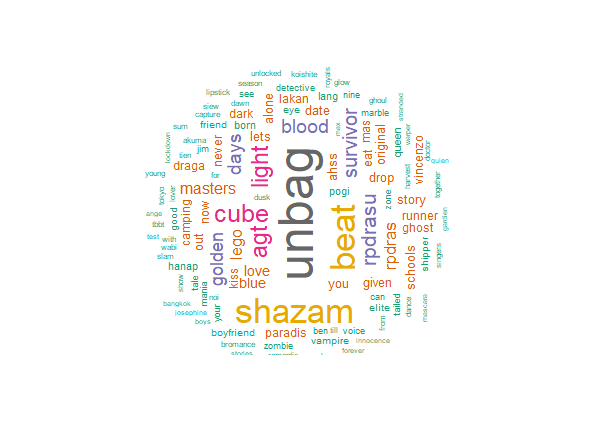 unlocked koishite
royals
season detective glow
lipstick see lakan eye lang nine
siew dawn dark alone date marble ghoul
capture blood survivor stranded
sum friend born mas original queen warper
lockdown akuma never lets max
tien jim days light unbag ahss eat vincenzo doctor
draga quien
young for pogi drop zone harvest together
tokyo lover masters dusk
ange good now cube beat rpdrasu story
tbbt camping agte runner garden
test with out lego rpdras ghost
wabi golden shipper singers
slam hanap kiss love you given schools
snow tale mania blue can elite tailed dance mascara
bangkok noi shazam from
josephine your
boys boyfriend paradis ben till voice
bromance zombie vampire innocence
stories forever